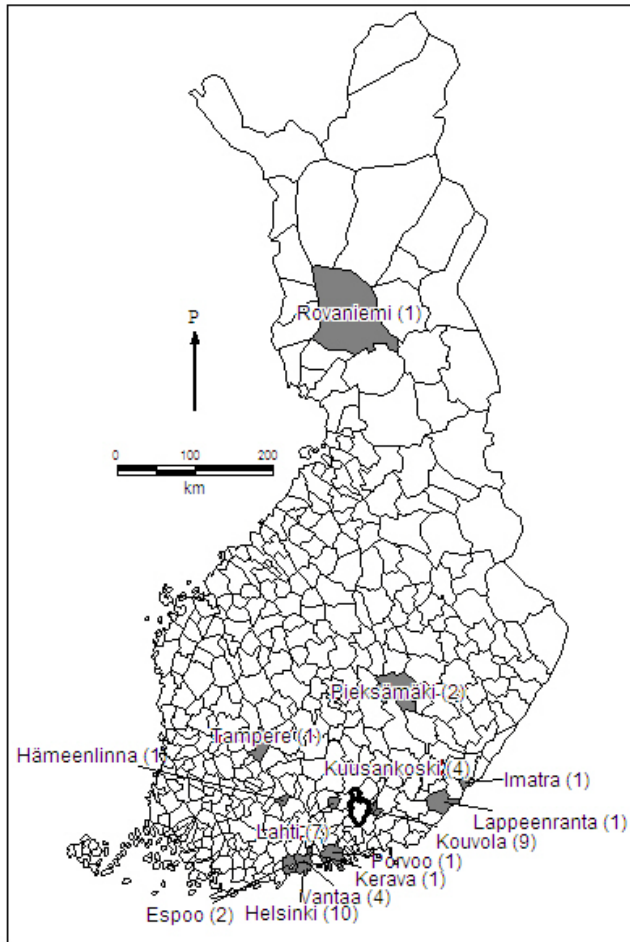 Rovaniemi (1)
P
0 100 200
km
Pieksämäki (2)
Tampere (1)
Hämeenlinna (1)
Kuusankoski (4)
Imatra (1)
Lappeenranta (1)
Lahti (7)
Kouvola (9)
Porvoo (1)
Kerava (1)
Vantaa (4)
Espoo (2)
Helsinki (10)